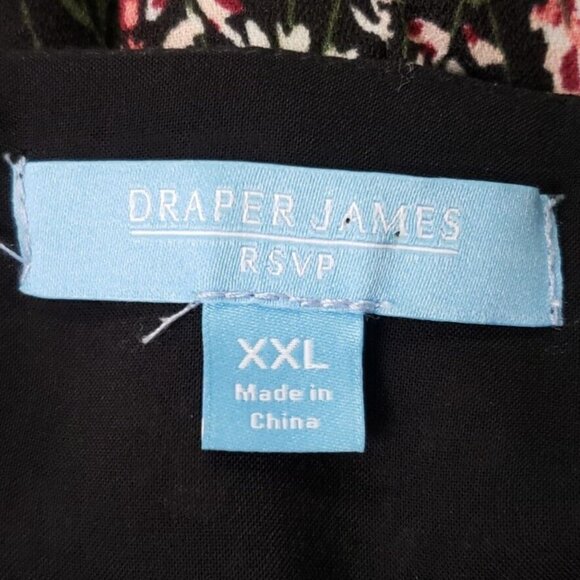 DRAPER JAMES
RSVP
XXL
Made in
China